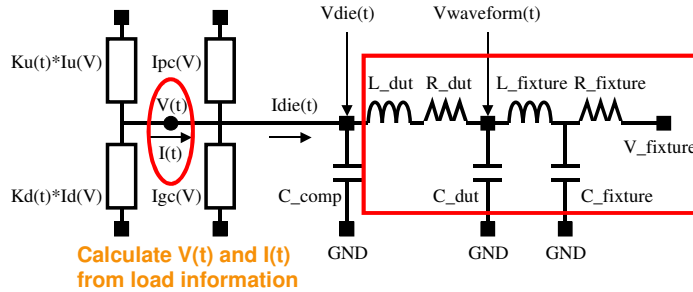 Vdie(t)
Vwaveform(t)
Ku(t)*Iu(V)
Ipc(V)
L_dut
R_dut
L_fixture
R_fixture
V(t)
Idie(t)
I(t)
V_fixture
Kd(t)*Id(V)
Igc(V)
C_comp
C_dut
C_fixture
GND
GND
GND
Calculate V(t) and I(t)
from load information